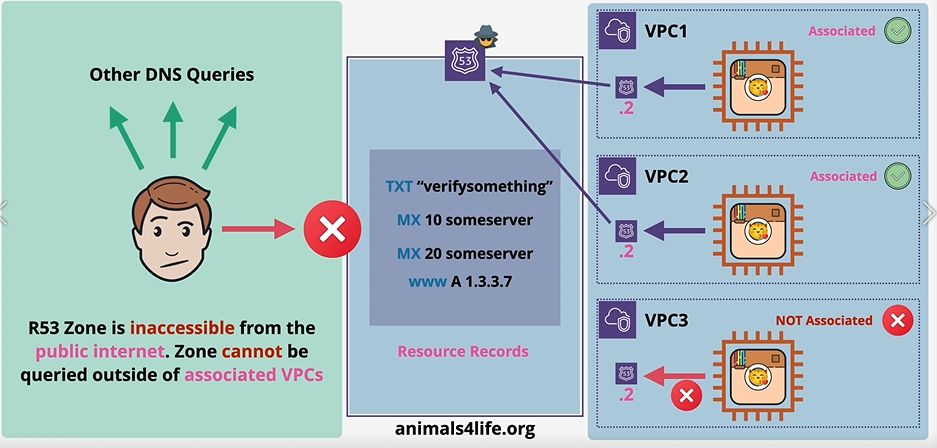 Other DNS Queries
R53 Zone is inaccessible from the
public internet. Zone cannot be
queried outside of associated VPCs
53
TXT “verifysomething”
MX 10 someserver
MX 20 someserver
www A 1.3.3.7
Resource Records
animals4life.org
VPC1
Associated
53
.2
VPC2
Associated
53
.2
VPC3
NOT Associated
53
.2